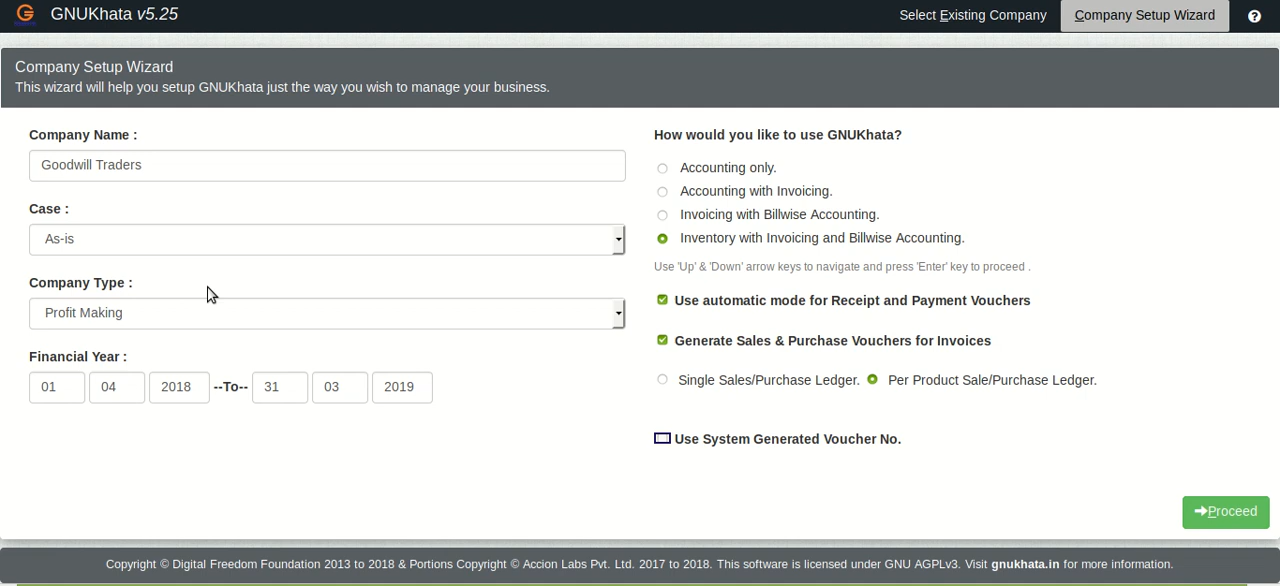 GNUKhata v5.25
Select Existing Company
Company Setup Wizard
Company Setup Wizard
This wizard will help you setup GNUKhata just the way you wish to manage your business.
Company Name :
Goodwill Traders
Case :
As-is
Company Type :
Profit Making
Financial Year :
01 04 2018 --To-- 31 03 2019
How would you like to use GNUKhata?
Accounting only.
Accounting with Invoicing.
Invoicing with Billwise Accounting.
Inventory with Invoicing and Billwise Accounting.
Use 'Up' & 'Down' arrow keys to navigate and press 'Enter' key to proceed .
Use automatic mode for Receipt and Payment Vouchers
Generate Sales & Purchase Vouchers for Invoices
Single Sales/Purchase Ledger. Per Product Sale/Purchase Ledger.
Use System Generated Voucher No.
Proceed
Copyright © Digital Freedom Foundation 2013 to 2018 & Portions Copyright © Accion Labs Pvt. Ltd. 2017 to 2018. This software is licensed under GNU AGPLv3. Visit gnukhata.in for more information.